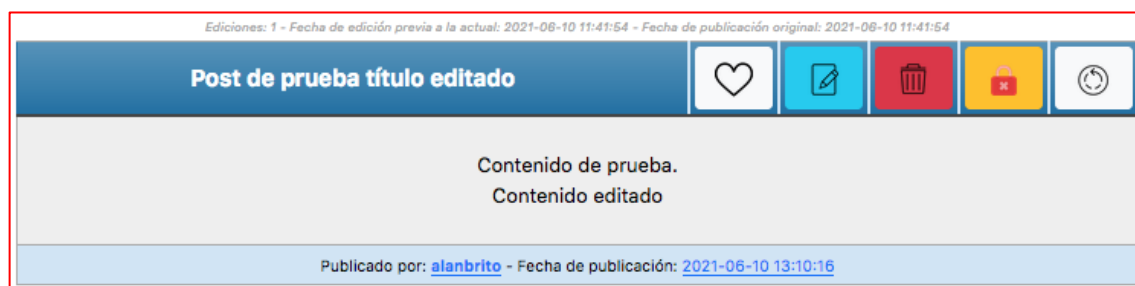 Ediciones: 1 - Fecha de edición previa a la actual: 2021-06-10 11:41:54 - Fecha de publicación original: 2021-06-10 11:41:54
Post de prueba título editado
Contenido de prueba.
Contenido editado
Publicado por: alanbrito - Fecha de publicación: 2021-06-10 13:10:16